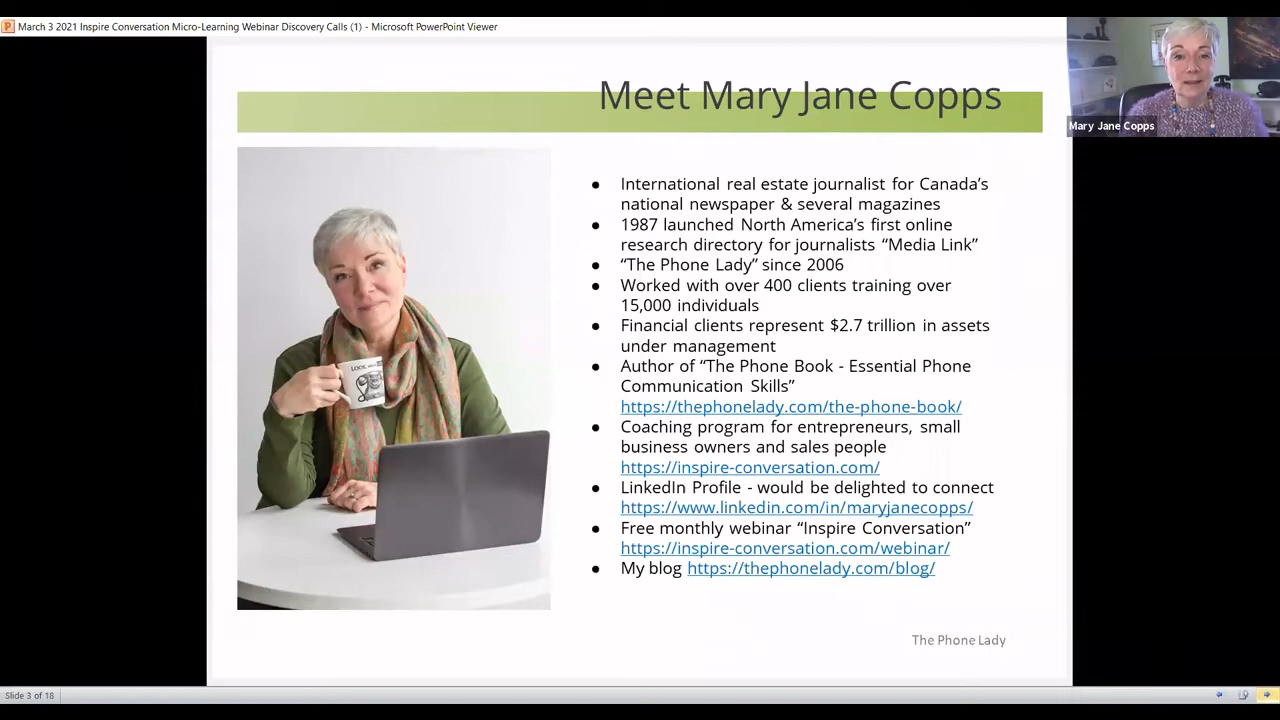 March 3 2021 Inspire Conversation Micro-Learning Webinar Discovery Calls (1) - Microsoft PowerPoint Viewer
Mary Jane Copps
Meet Mary Jane Copps
● International real estate journalist for Canada’s
national newspaper & several magazines
● 1987 launched North America’s first online
research directory for journalists “Media Link”
● “The Phone Lady” since 2006
● Worked with over 400 clients training over
15,000 individuals
● Financial clients represent $2.7 trillion in assets
under management
● Author of “The Phone Book - Essential Phone
Communication Skills”
https://thephonelady.com/the-phone-book/
● Coaching program for entrepreneurs, small
business owners and sales people
https://inspire-conversation.com/
● LinkedIn Profile - would be delighted to connect
https://www.linkedin.com/in/maryjanecopps/
● Free monthly webinar “Inspire Conversation”
https://inspire-conversation.com/webinar/
● My blog https://thephonelady.com/blog/
LOOK
The Phone Lady
Slide 3 of 18